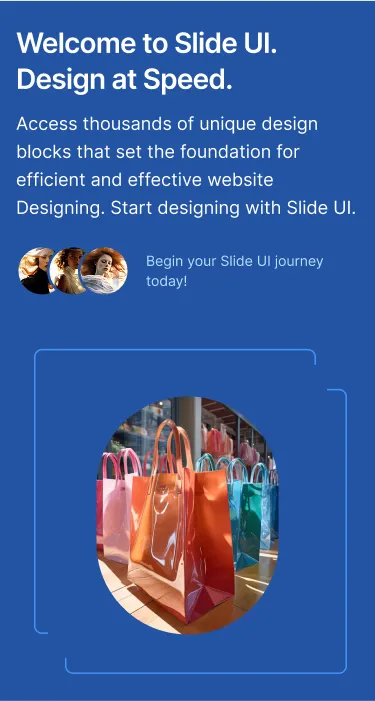 Welcome to Slide UI.
Design at Speed.
Access thousands of unique design
blocks that set the foundation for
efficient and effective website
Designing. Start designing with Slide UI.
Begin your Slide UI journey
today!